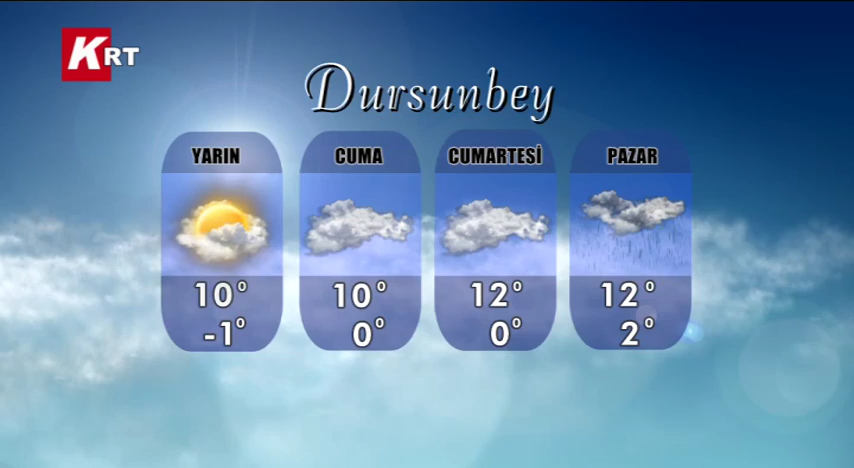 KRT
Dursunbey
YARIN CUMA CUMARTESİ PAZAR
10° 10° 12° 12°
-1° 0° 0° 2°